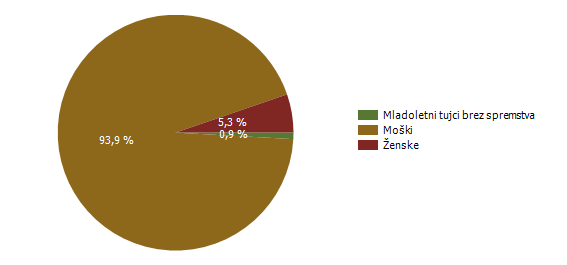 5,3 %
0,9 %
93,9 %
Mladoletni tujci brez spremstva
Moški
Ženske